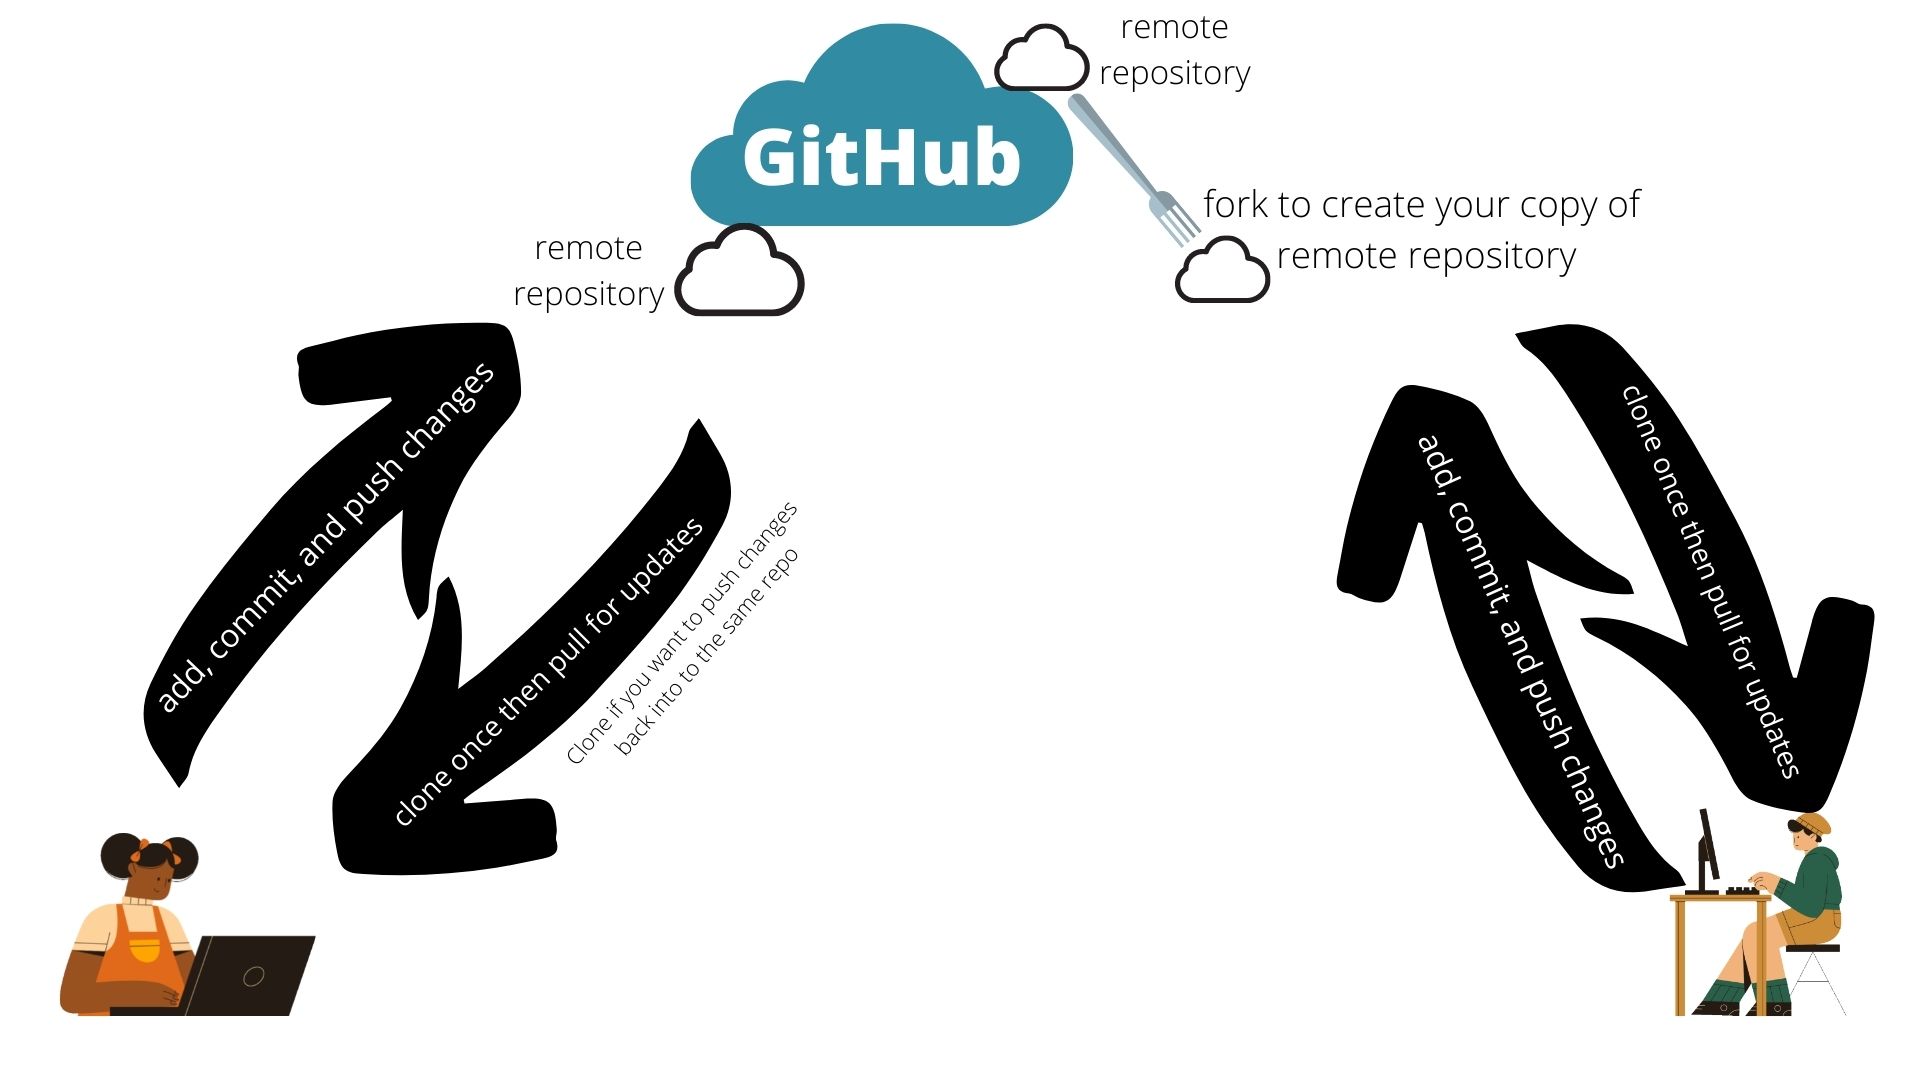 remote
repository
GitHub
fork to create your copy of
remote repository
remote
repository
add, commit, and push changes
clone once then pull for updates
Clone if you want to push changes
back into to the same repo
add, commit, and push changes
clone once then pull for updates